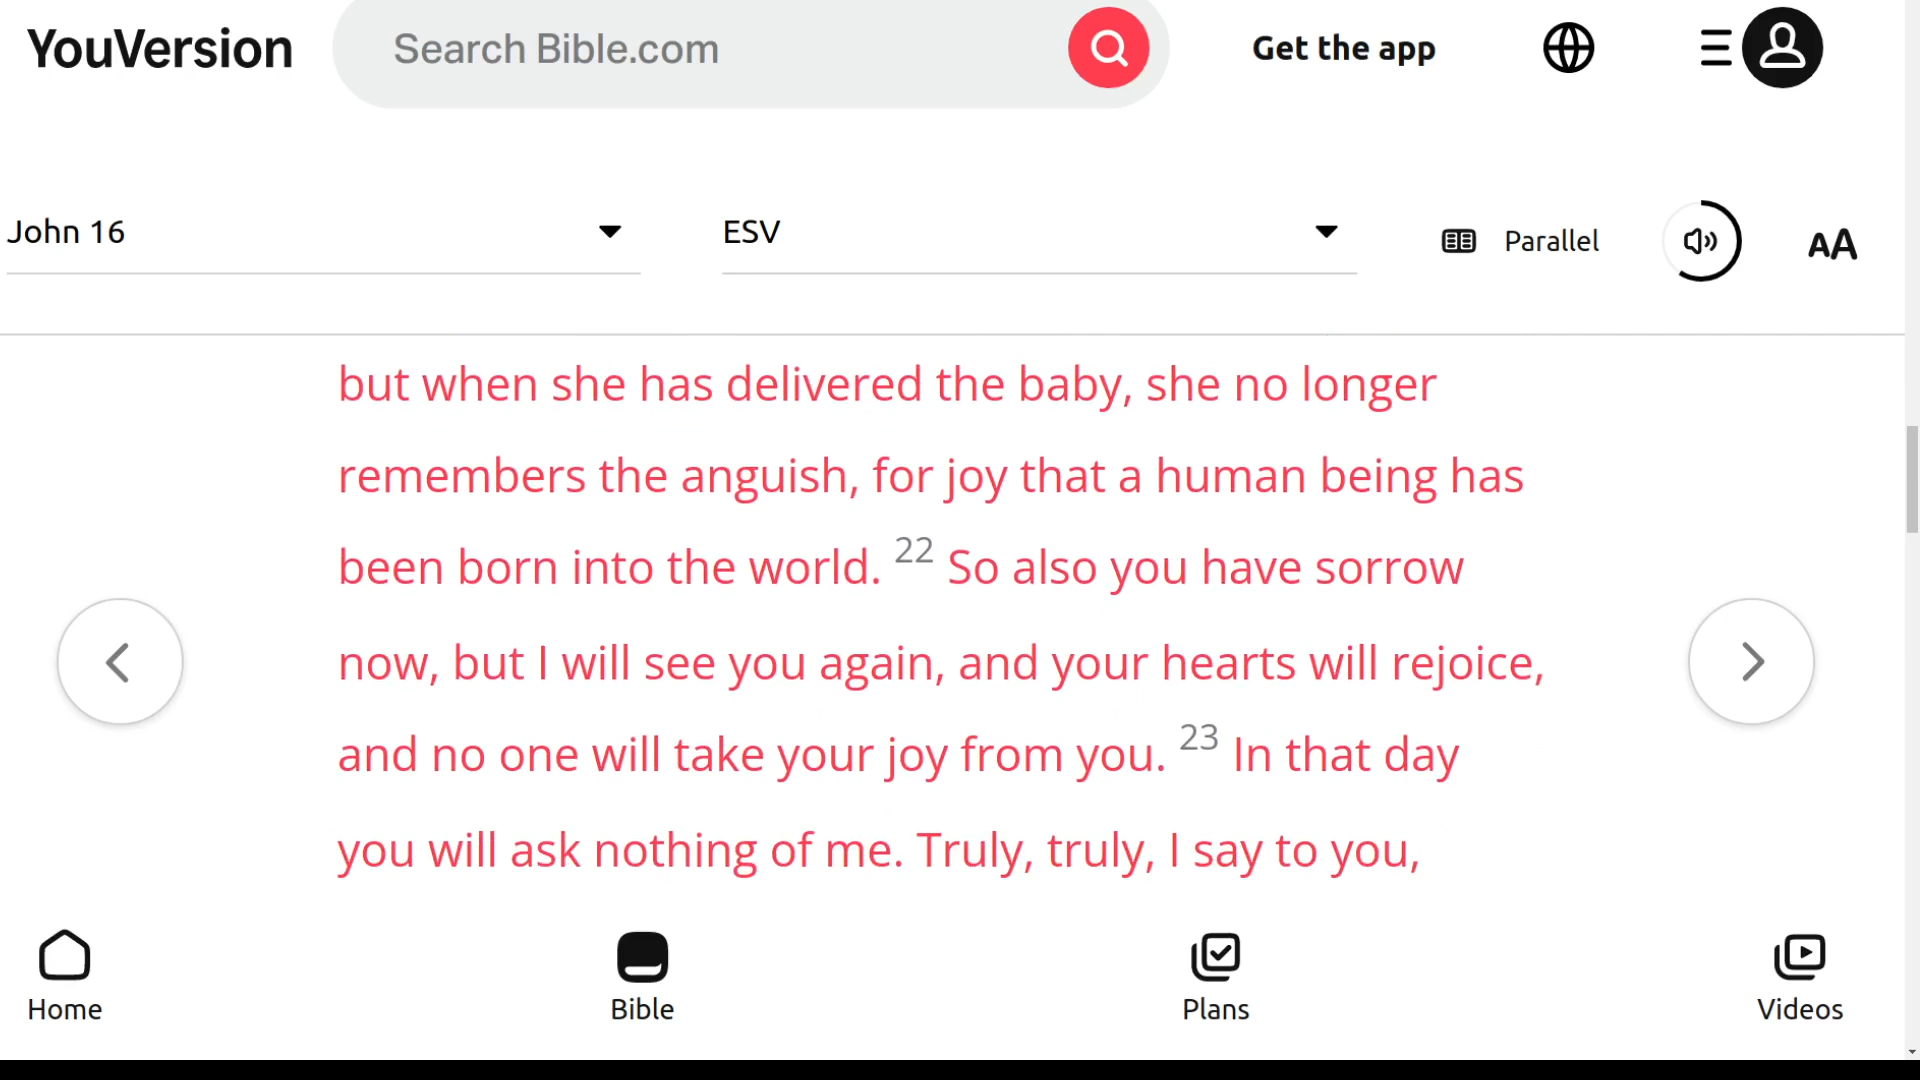 YouVersion
Search Bible.com
Get the app
John 16
ESV
Parallel
AA
but when she has delivered the baby, she no longer
remembers the anguish, for joy that a human being has
been born into the world. 22 So also you have sorrow
now, but I will see you again, and your hearts will rejoice,
and no one will take your joy from you. 23 In that day
you will ask nothing of me. Truly, truly, I say to you,
Home
Bible
Plans
Videos